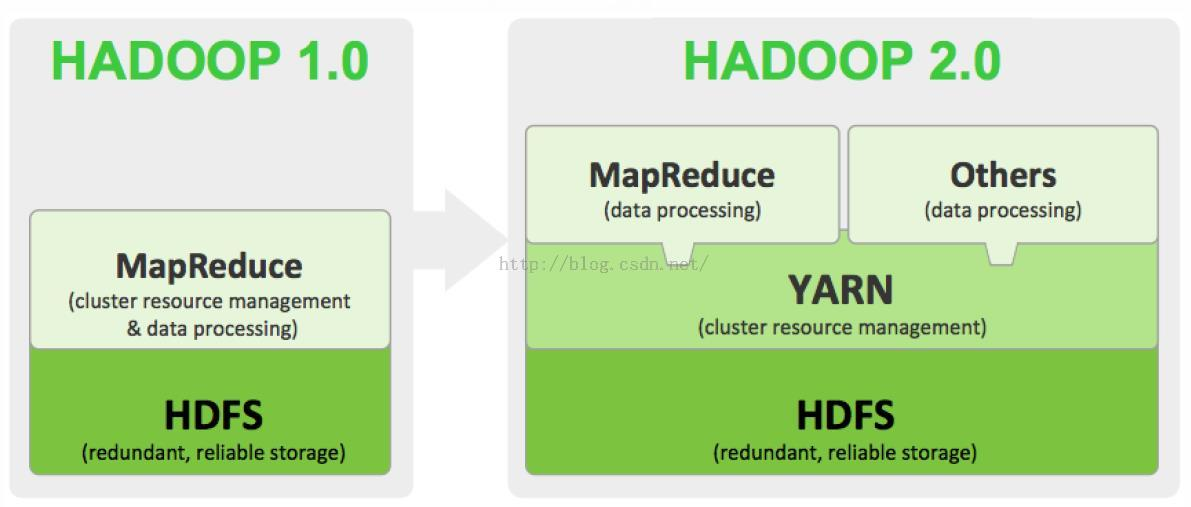 HADOOP 1.0
MapReduce
(cluster resource management
& data processing)
HDFS
(redundant, reliable storage)
HADOOP 2.0
MapReduce
(data processing)
Others
(data processing)
http://blog.csdn.net/
YARN
(cluster resource management)
HDFS
(redundant, reliable storage)